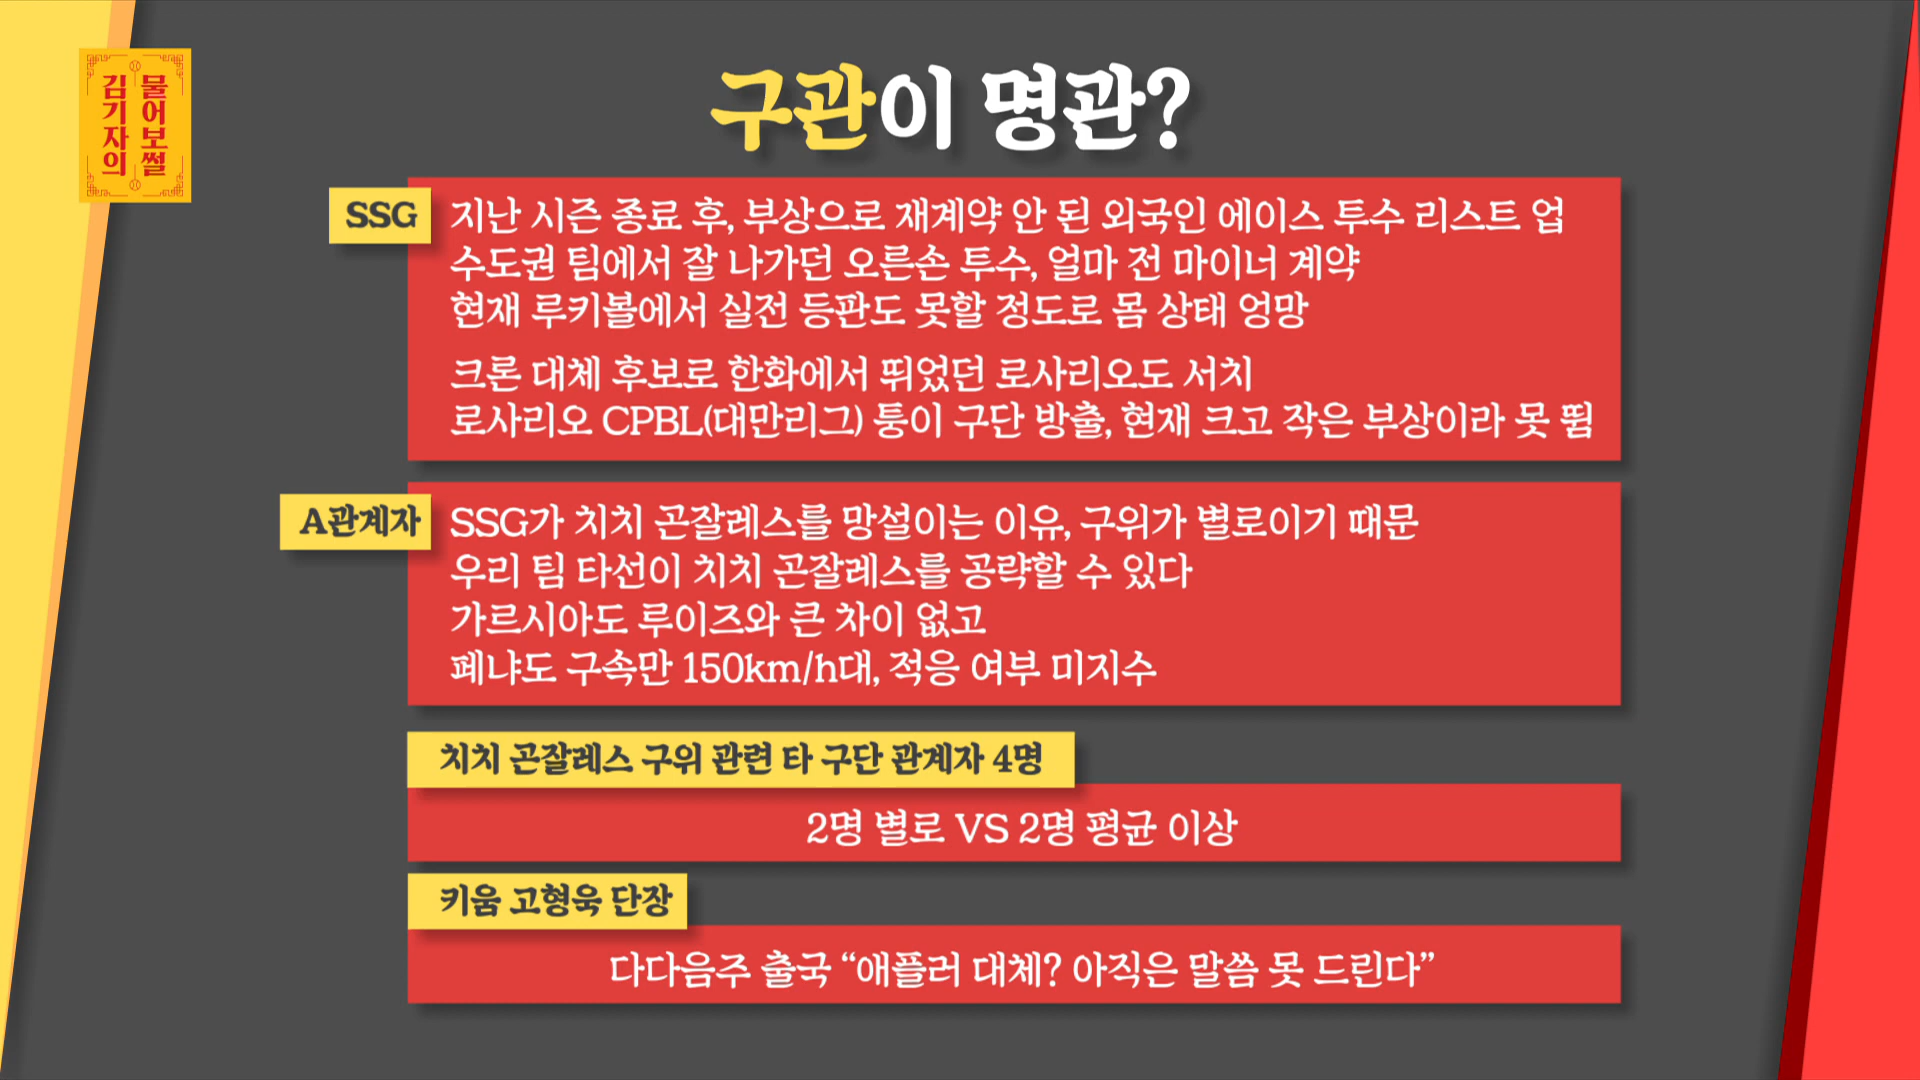 김기자의
물어보썰
구관이 명관?
SSG
지난 시즌 종료 후, 부상으로 재계약 안 된 외국인 에이스 투수 리스트 업
수도권 팀에서 잘 나가던 오른손 투수, 얼마 전 마이너 계약
현재 루키볼에서 실전 등판도 못할 정도로 몸 상태 엉망
크론 대체 후보로 한화에서 뛰었던 로사리오도 서치
로사리오 CPBL(대만리그) 퉁이 구단 방출, 현재 크고 작은 부상이라 못 뜀
A관계자
SSG가 치치 곤잘레스를 망설이는 이유, 구위가 별로이기 때문
우리 팀 타선이 치치 곤잘레스를 공략할 수 있다
가르시아도 루이즈와 큰 차이 없고
페냐도 구속만 150km/h대, 적응 여부 미지수
치치 곤잘레스 구위 관련 타 구단 관계자 4명
2명 별로 VS 2명 평균 이상
키움 고형욱 단장
다다음주 출국 “애플러 대체? 아직은 말씀 못 드린다”